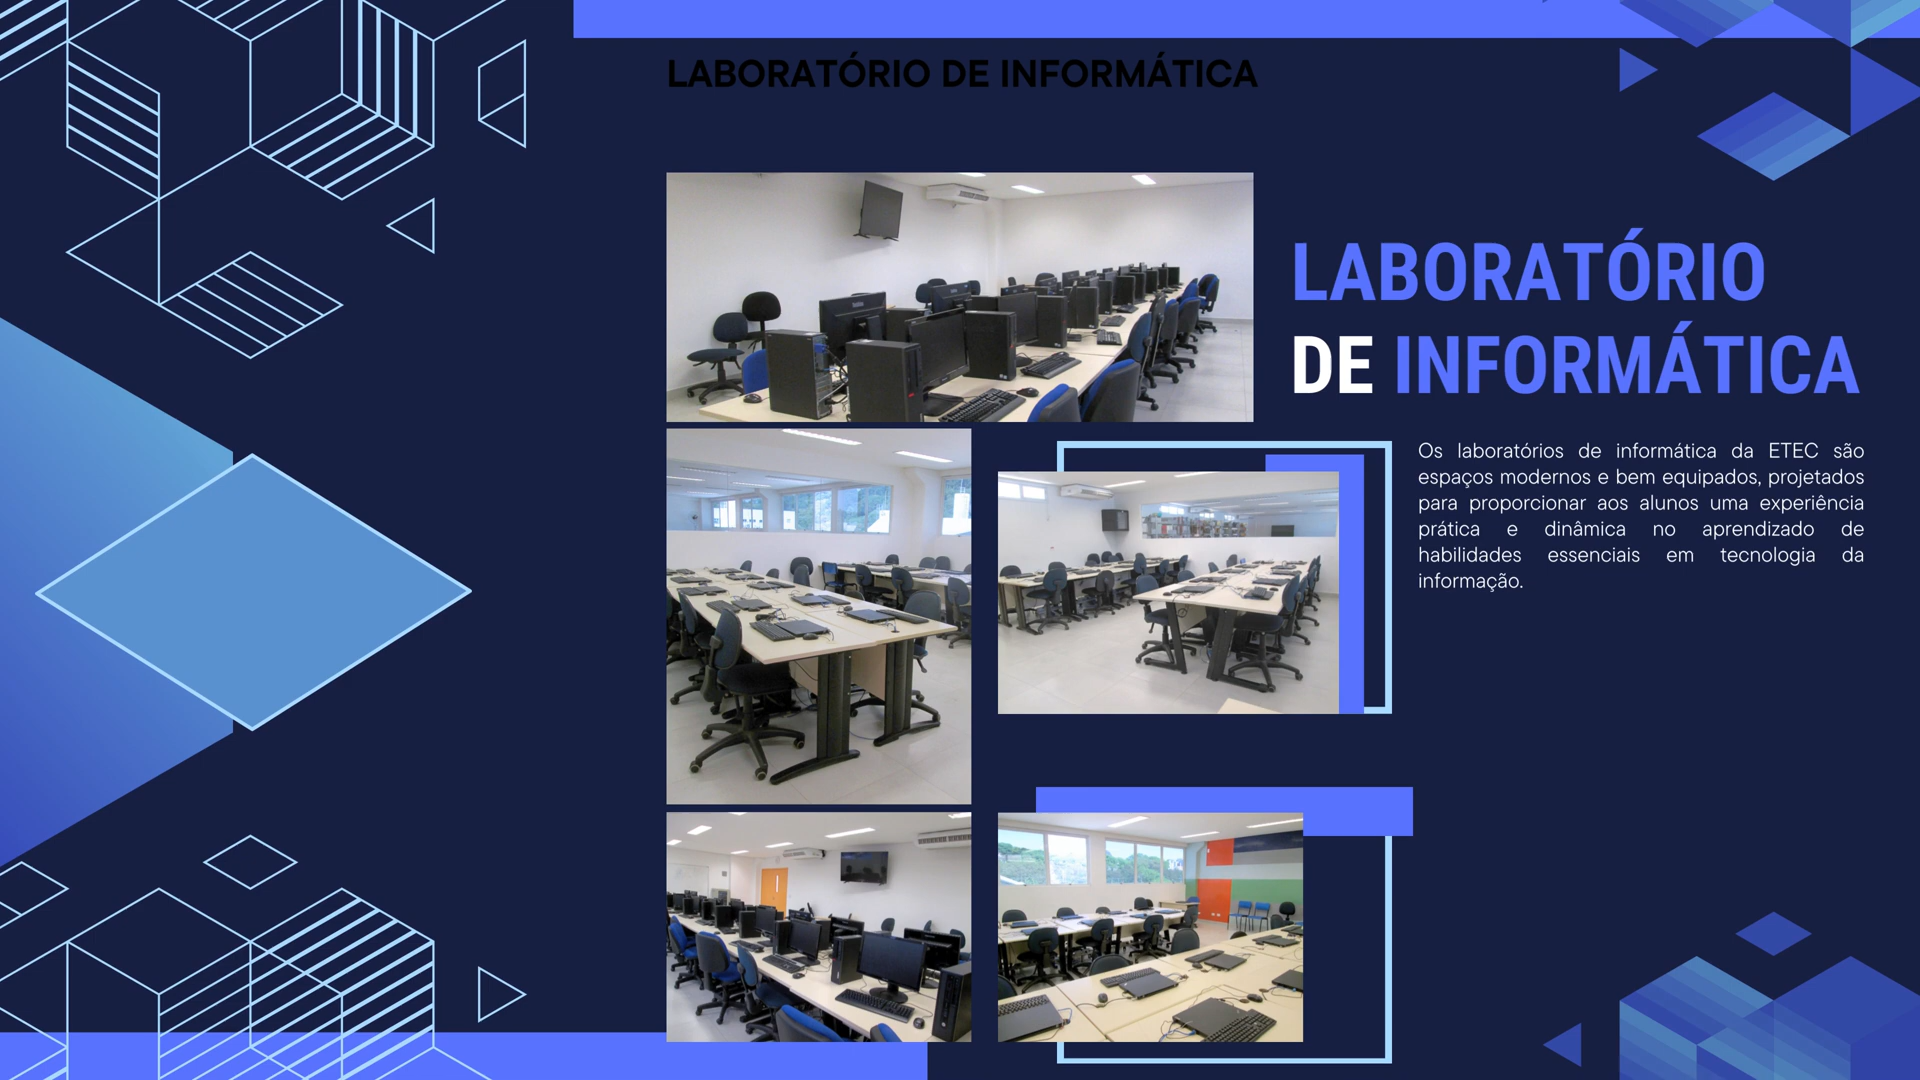 LABORATÓRIO DE INFORMÁTICA
LABORATÓRIO
DE INFORMÁTICA
Os laboratórios de informática da ETEC são
espaços modernos e bem equipados, projetados
para proporcionar aos alunos uma experiência
prática e dinâmica no aprendizado de
habilidades essenciais em tecnologia da
informação.